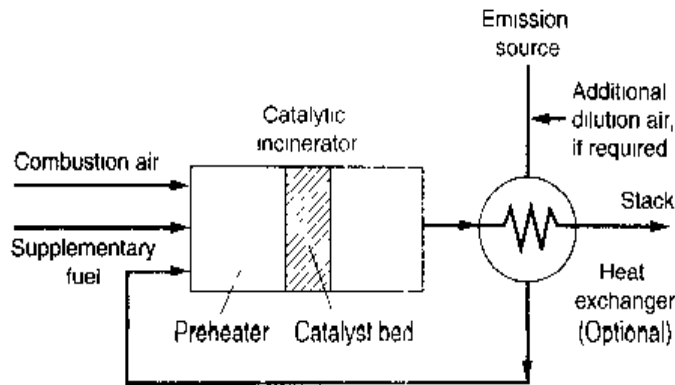 Emission
source
Additional
dilution air,
if required
Catalytic
incinerator
Combustion air
Stack
Supplementary
fuel
Heat
exchanger
(Optional)
Preheater
Catalyst bed